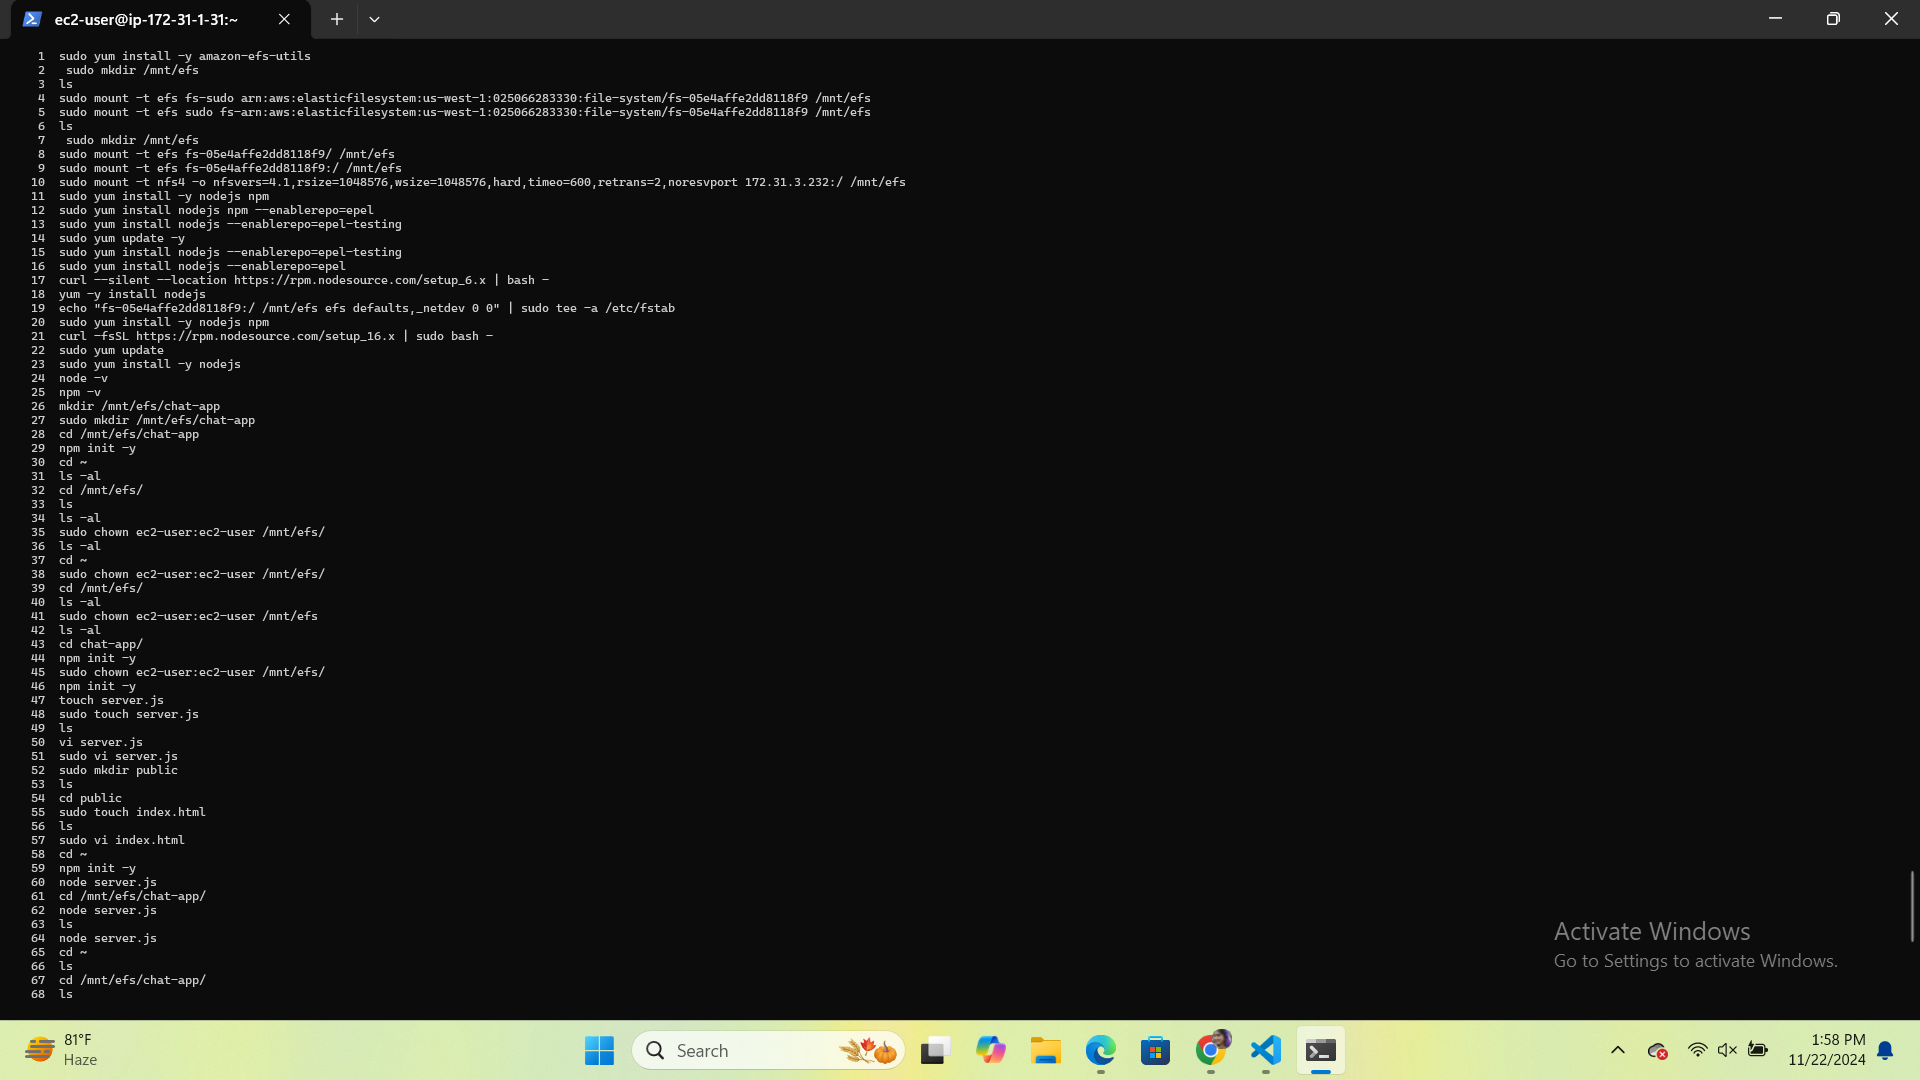 ec2-user@ip-172-31-1-31:~
1 sudo yum install -y amazon-efs-utils
2 sudo mkdir /mnt/efs
3 ls
4 sudo mount -t efs fs-sudo arn:aws:elasticfilesystem:us-west-1:025066283330:file-system/fs-05e4affe2dd8118f9 /mnt/efs
5 sudo mount -t efs sudo fs-arn:aws:elasticfilesystem:us-west-1:025066283330:file-system/fs-05e4affe2dd8118f9 /mnt/efs
6 ls
7 sudo mkdir /mnt/efs
8 sudo mount -t efs fs-05e4affe2dd8118f9/ /mnt/efs
9 sudo mount -t efs fs-05e4affe2dd8118f9:/ /mnt/efs
10 sudo mount -t nfs4 -o nfsvers=4.1,rsize=1048576,wsize=1048576,hard,timeo=600,retrans=2,noresvport 172.31.3.232:/ /mnt/efs
11 sudo yum install -y nodejs npm
12 sudo yum install nodejs npm --enablerepo=epel
13 sudo yum install nodejs --enablerepo=epel-testing
14 sudo yum update -y
15 sudo yum install nodejs --enablerepo=epel-testing
16 sudo yum install nodejs --enablerepo=epel
17 curl --silent --location https://rpm.nodesource.com/setup_6.x | bash -
18 yum -y install nodejs
19 echo "fs-05e4affe2dd8118f9:/ /mnt/efs efs defaults,_netdev 0 0" | sudo tee -a /etc/fstab
20 sudo yum install -y nodejs npm
21 curl -fsSL https://rpm.nodesource.com/setup_16.x | sudo bash -
22 sudo yum update
23 sudo yum install -y nodejs
24 node -v
25 npm -v
26 mkdir /mnt/efs/chat-app
27 sudo mkdir /mnt/efs/chat-app
28 cd /mnt/efs/chat-app
29 npm init -y
30 cd ~
31 ls -al
32 cd /mnt/efs/
33 ls
34 ls -al
35 sudo chown ec2-user:ec2-user /mnt/efs/
36 ls -al
37 cd ~
38 sudo chown ec2-user:ec2-user /mnt/efs/
39 cd /mnt/efs/
40 ls -al
41 sudo chown ec2-user:ec2-user /mnt/efs
42 ls -al
43 cd chat-app/
44 npm init -y
45 sudo chown ec2-user:ec2-user /mnt/efs/
46 npm init -y
47 touch server.js
48 sudo touch server.js
49 ls
50 vi server.js
51 sudo vi server.js
52 sudo mkdir public
53 ls
54 cd public
55 sudo touch index.html
56 ls
57 sudo vi index.html
58 cd ~
59 npm init -y
60 node server.js
61 cd /mnt/efs/chat-app/
62 node server.js
63 ls
64 node server.js
65 cd ~
66 ls
67 cd /mnt/efs/chat-app/
68 ls
Activate Windows
Go to Settings to activate Windows.
81°F
Haze
Search
1:58 PM
11/22/2024